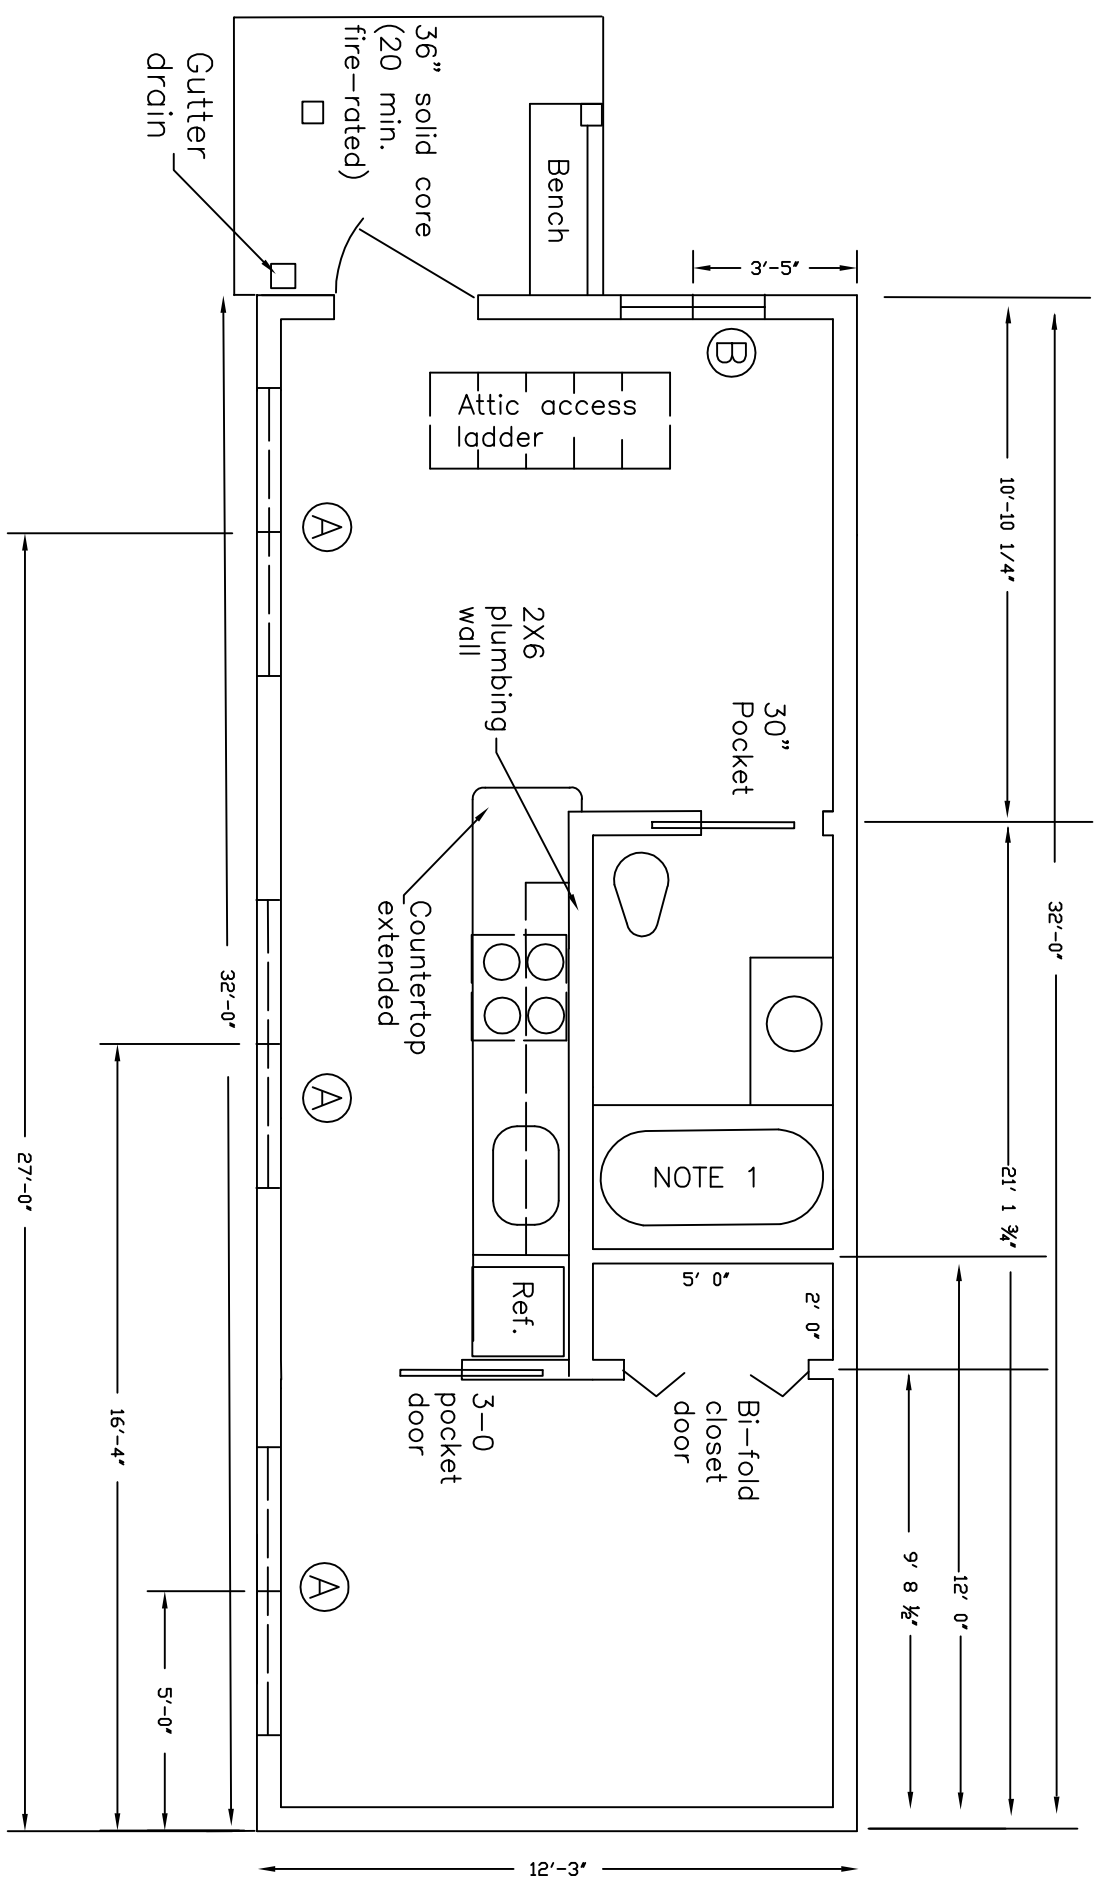 36” solid core
(20 min.
fire-rated)
Gutter
drain
Bench
3'-5"
B
Attic access
ladder
10'-10 1/4"
A
2X6
plumbing
wall
30”
Pocket
32'-0"
Countertop
extended
32'-0"
A
NOTE 1
21' 1 ¾"
27'-0"
5' 0"
2' 0"
Ref.
3-0
pocket
door
Bi-fold
closet
door
16'-4"
9' 8 ½"
12' 0"
A
5'-0"
12'-3"